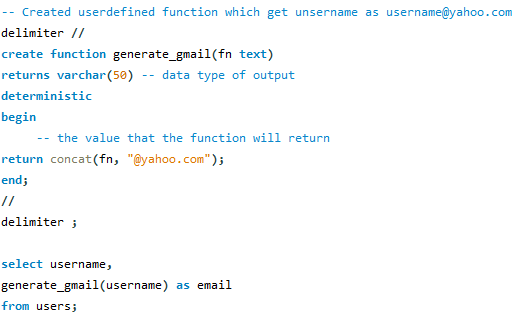 -- Created userdefined function which get unsername as username@yahoo.com
delimiter //
create function generate_gmail(fn text)
returns varchar(50) -- data type of output
deterministic
begin
     -- the value that the function will return
return concat(fn, "@yahoo.com");
end;
//
delimiter ;

select username,
generate_gmail(username) as email
from users;